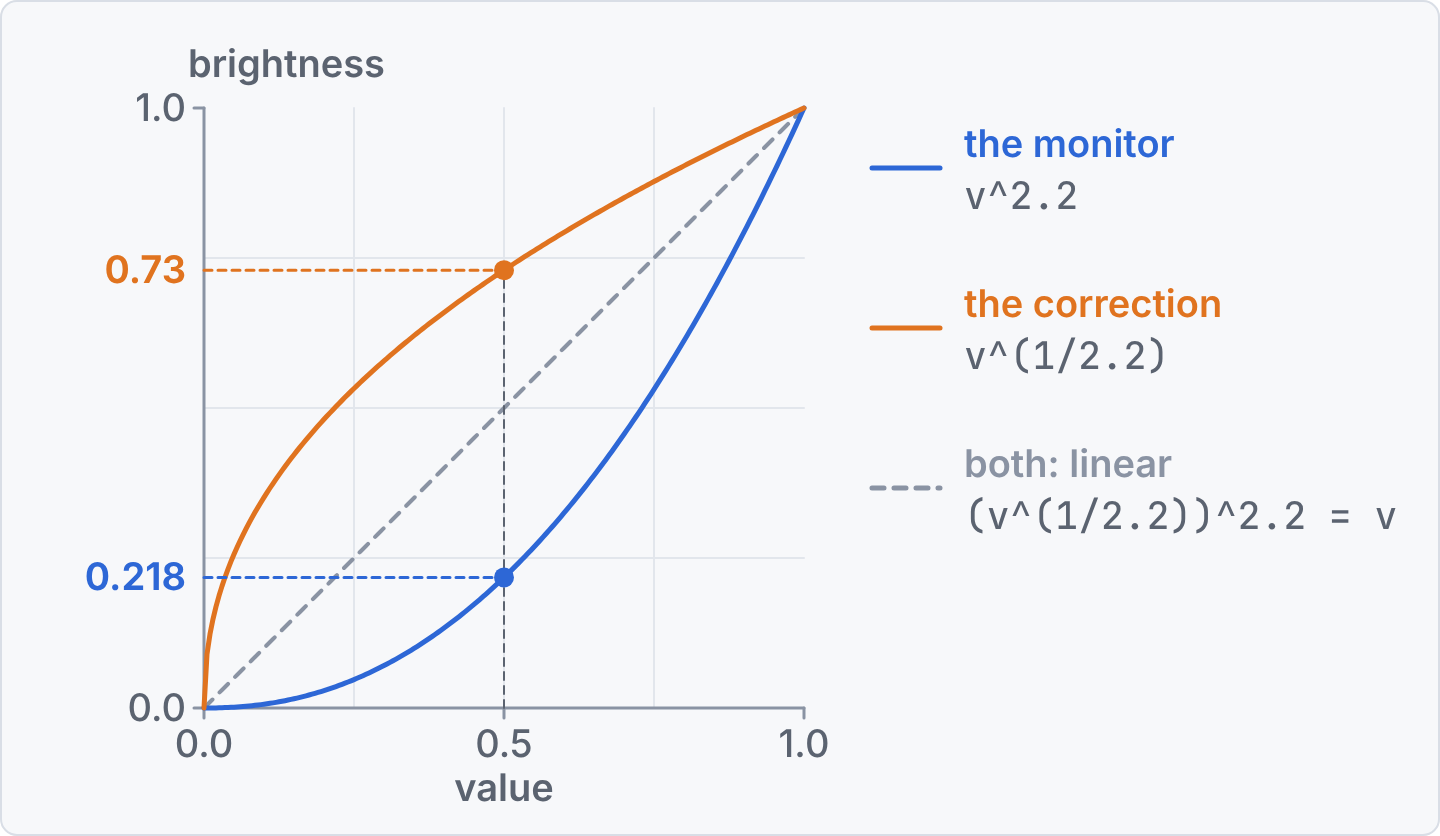 brightness
1.0
0.73
0.218
0.0
0.0 0.5 1.0
value
the monitor
v^2.2
the correction
v^(1/2.2)
both: linear
(v^(1/2.2))^2.2 = v